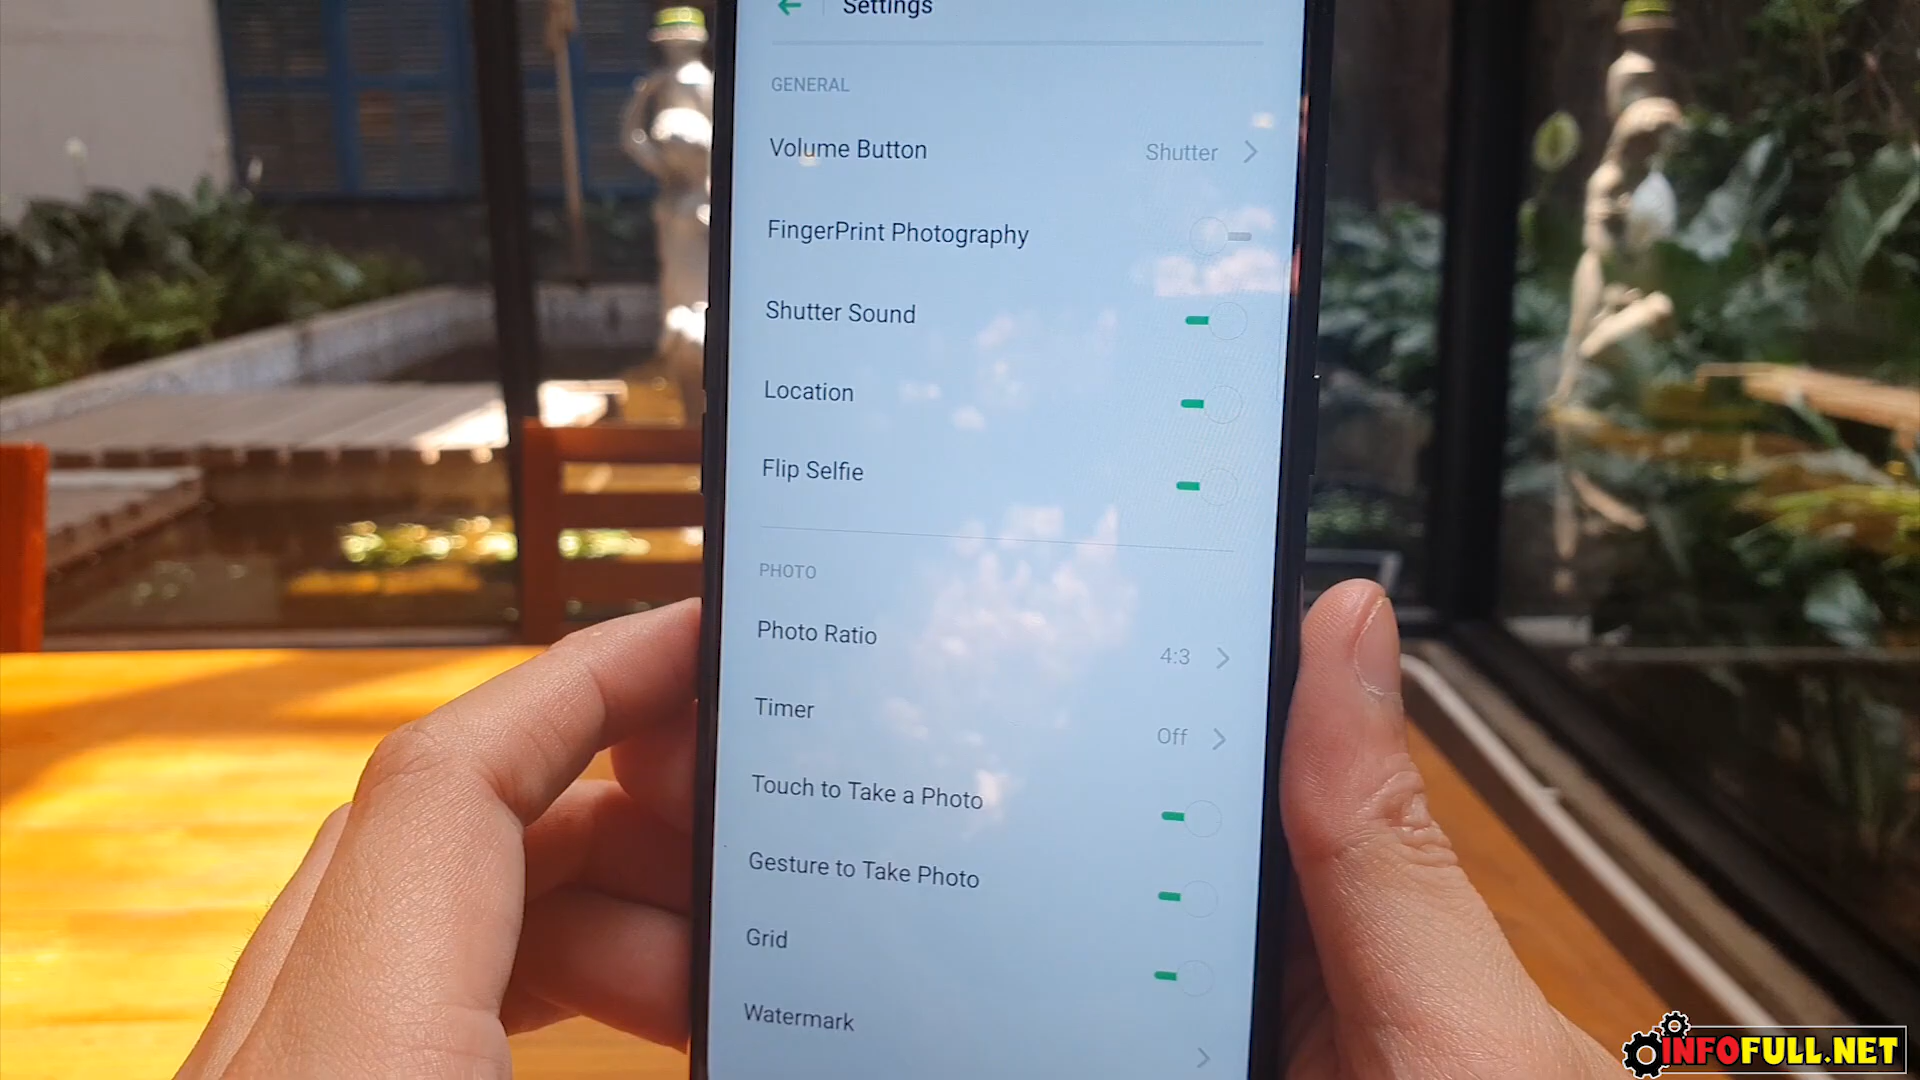 Settings
GENERAL
Volume Button Shutter
FingerPrint Photography
Shutter Sound
Location
Flip Selfie
PHOTO
Photo Ratio 4:3
Timer Off
Touch to Take a Photo
Gesture to Take Photo
Grid
Watermark
INFOFULL.NET